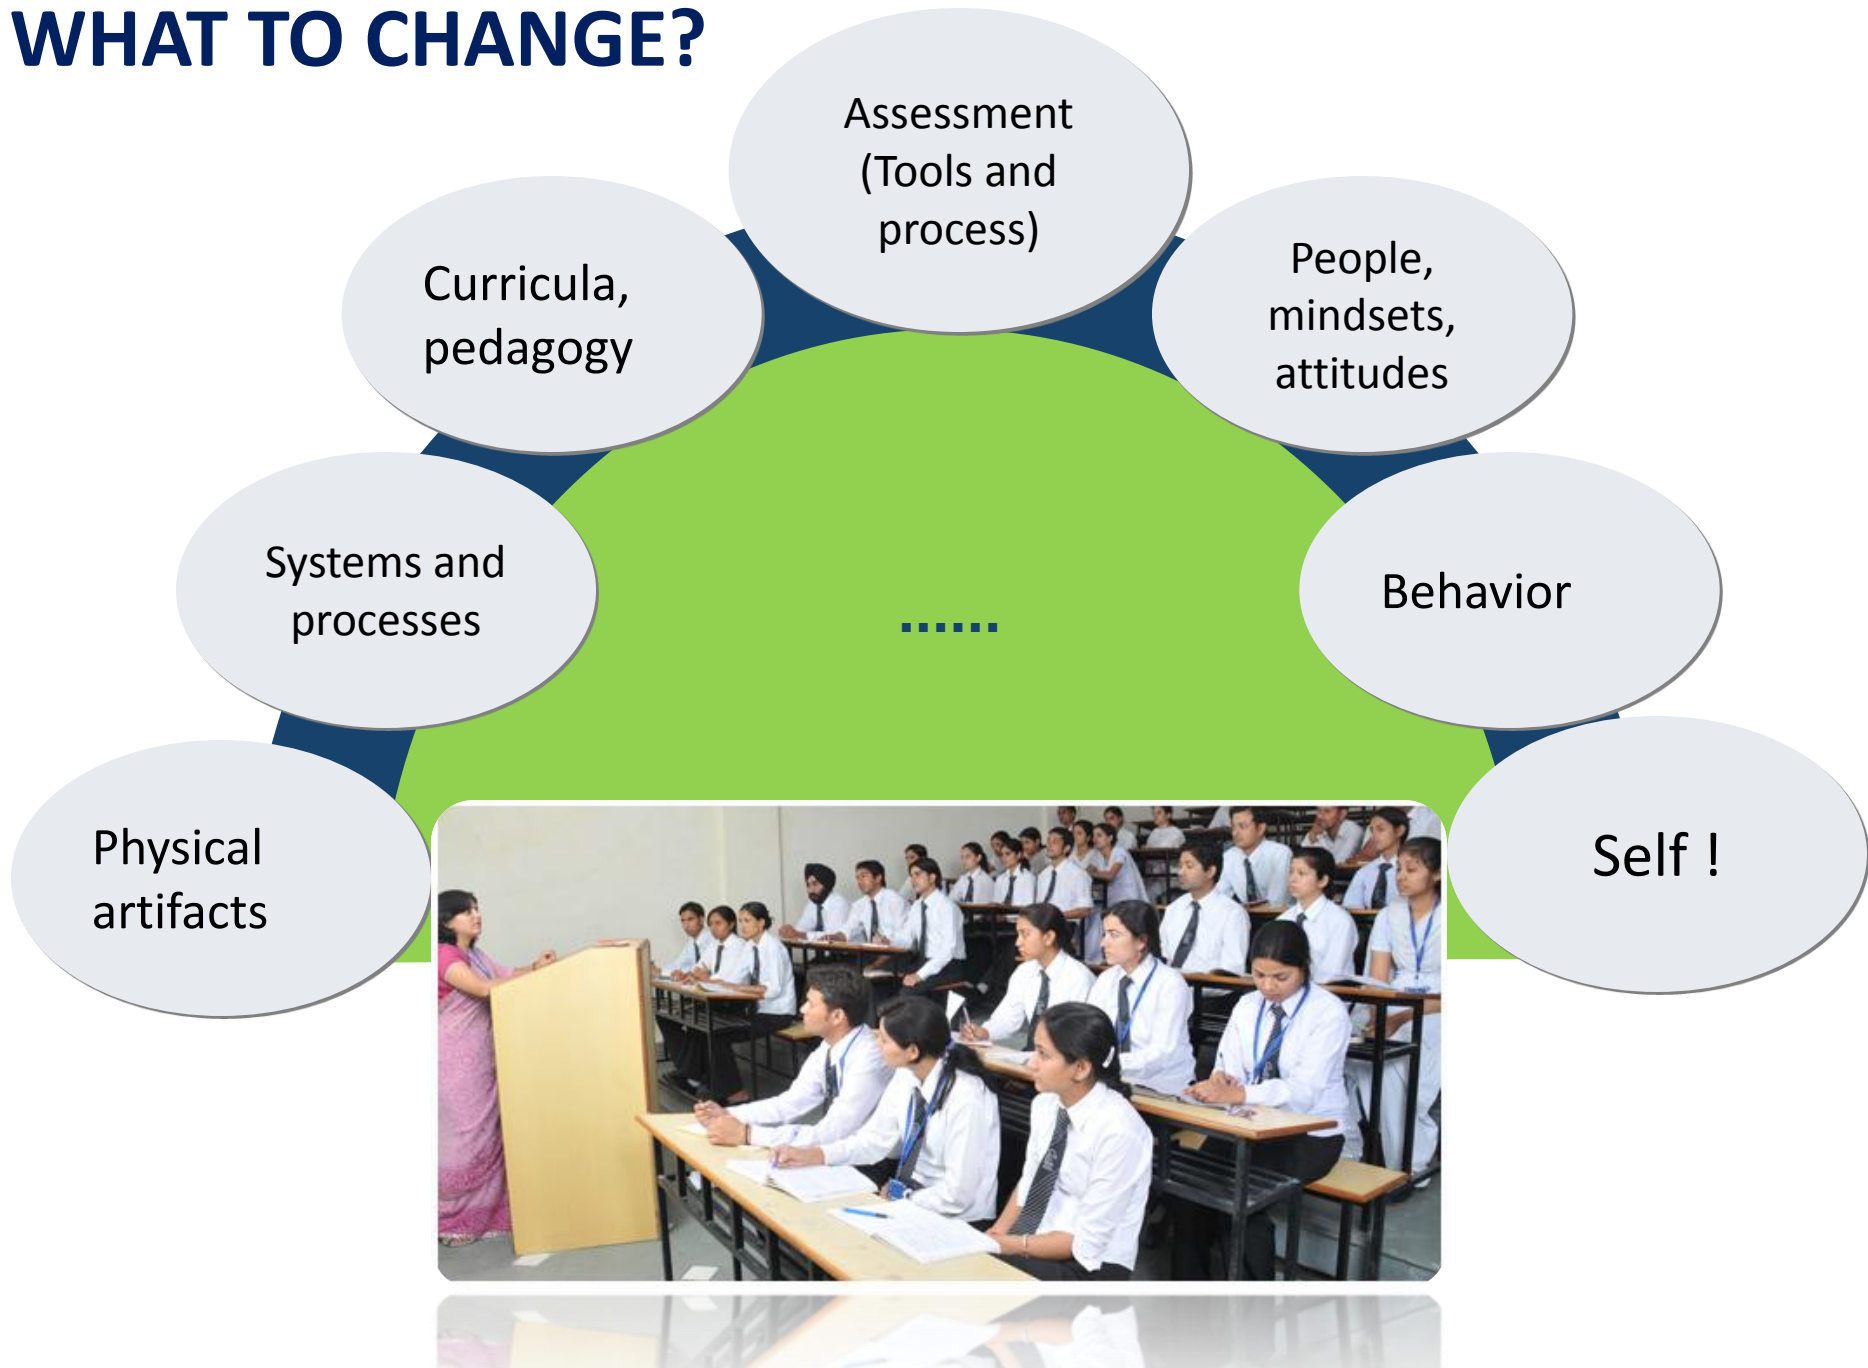 WHAT TO CHANGE?
Assessment
(Tools and
process)
Curricula,
pedagogy
People,
mindsets,
attitudes
Systems and
processes
......
Behavior
Physical
artifacts
Self !